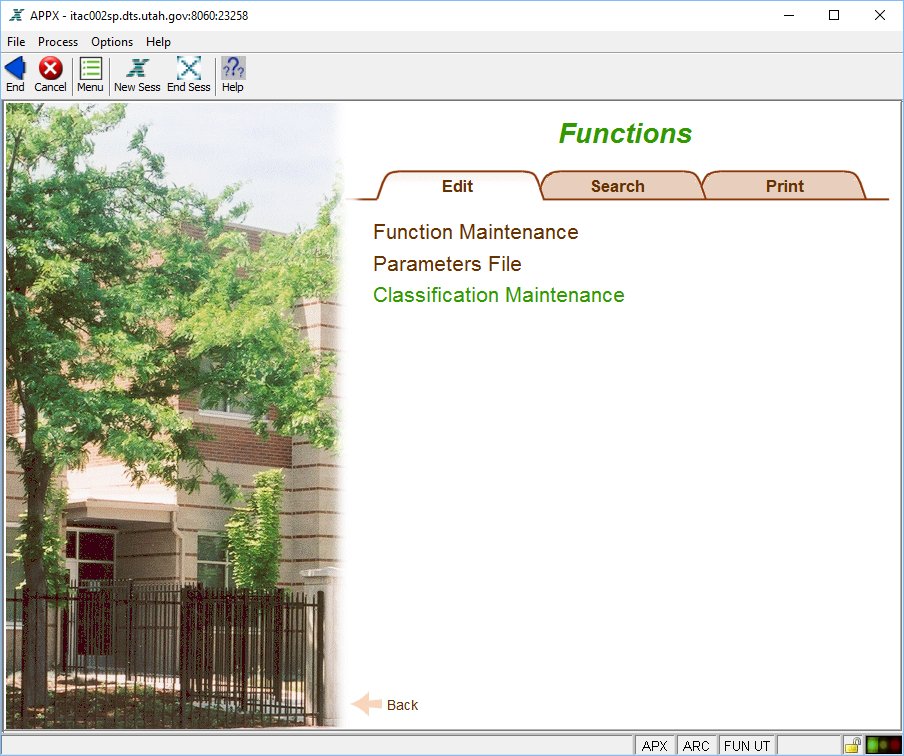 APPX - itac002sp.dts.utah.gov:8060:23258
File Process Options Help
End Cancel Menu New Sess End Sess Help
Functions
Edit Search Print
Function Maintenance
Parameters File
Classification Maintenance
Back
APX ARC FUN UT